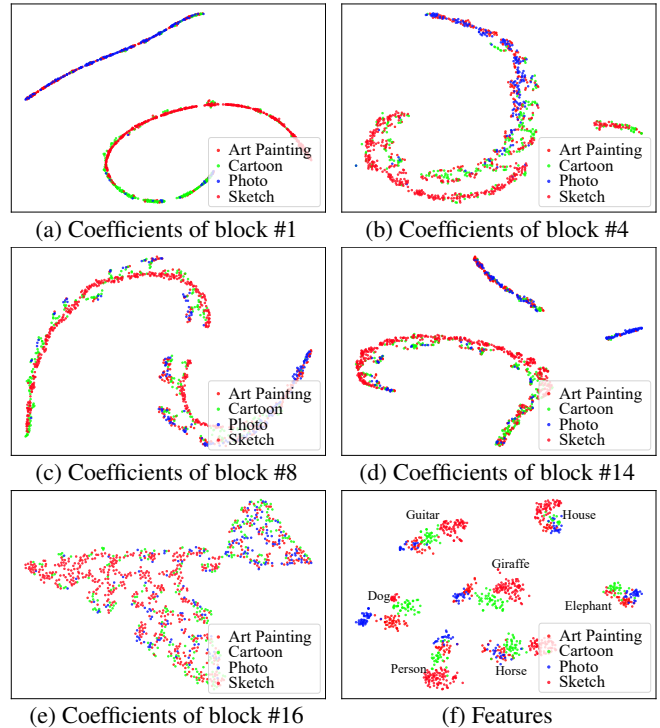 Art Painting
Cartoon
Photo
Sketch
Art Painting
Cartoon
Photo
Sketch
(a) Coefficients of block #1
(b) Coefficients of block #4
Art Painting
Cartoon
Photo
Sketch
Art Painting
Cartoon
Photo
Sketch
(c) Coefficients of block #8
(d) Coefficients of block #14
Art Painting
Cartoon
Photo
Sketch
Guitar
House
Giraffe
Dog
Elephant
Person
Horse
Art Painting
Cartoon
Photo
Sketch
(e) Coefficients of block #16
(f) Features